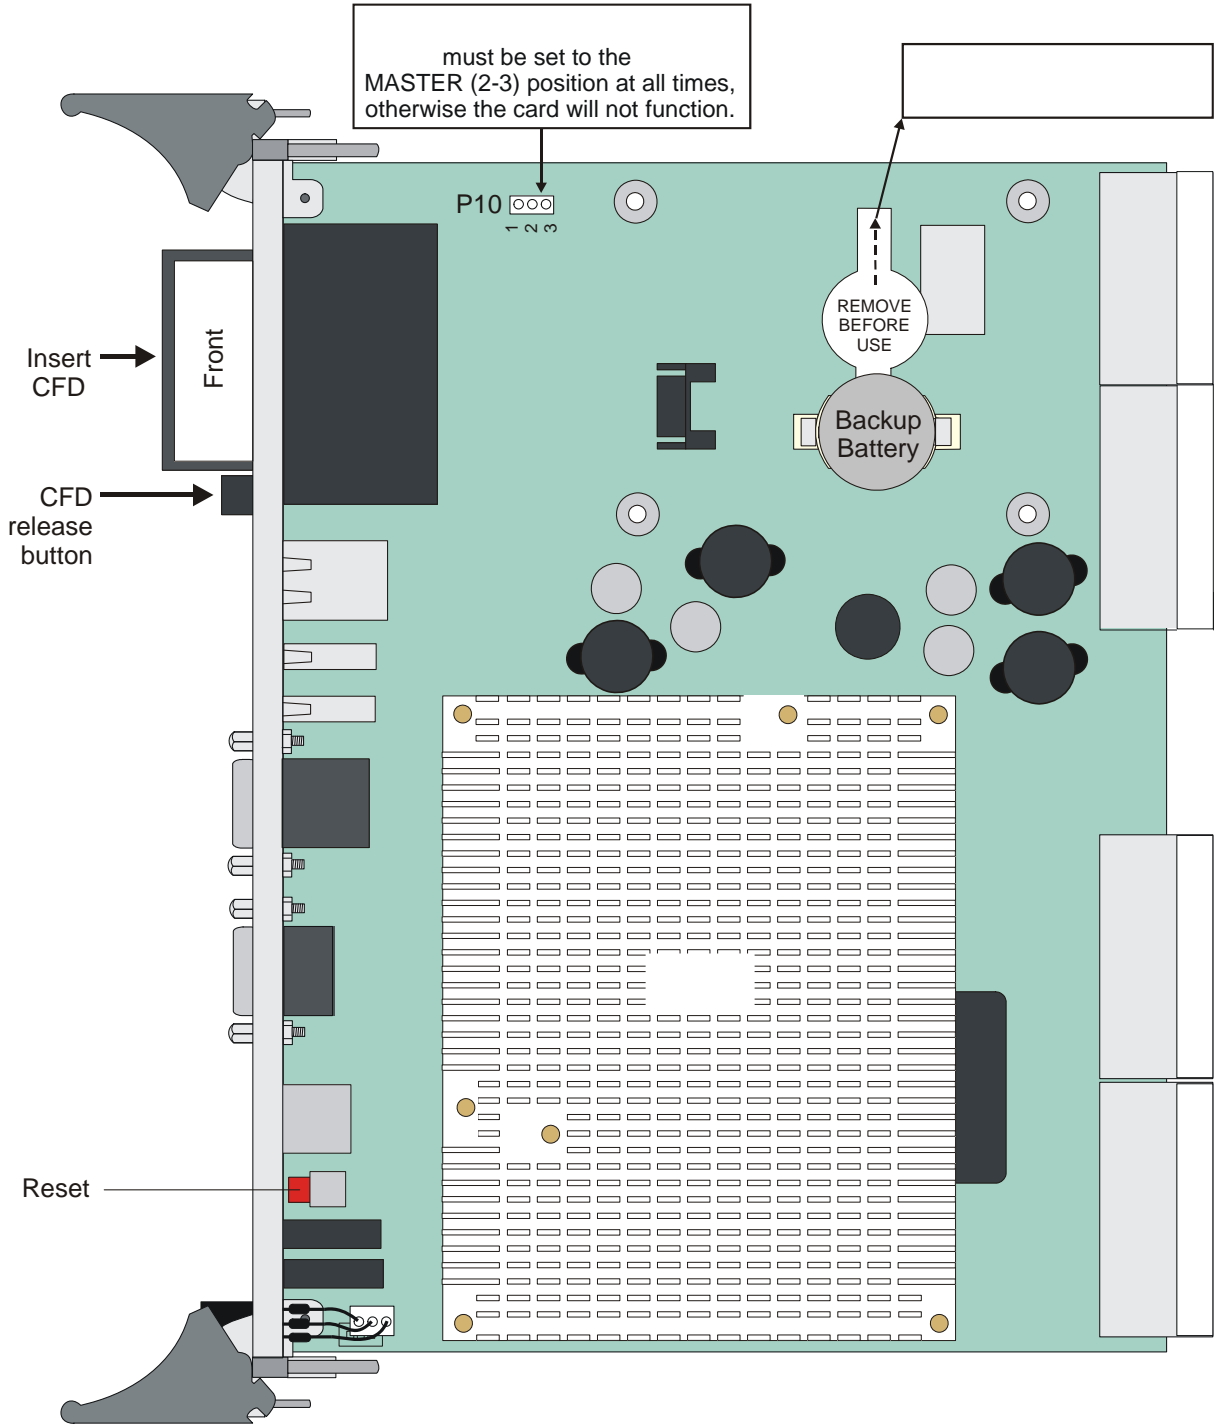 must be set to the
MASTER (2-3) position at all times,
otherwise the card will not function.
P10
1 2 3
REMOVE
BEFORE
USE
Insert
CFD
Front
Backup
Battery
CFD
release
button
Reset